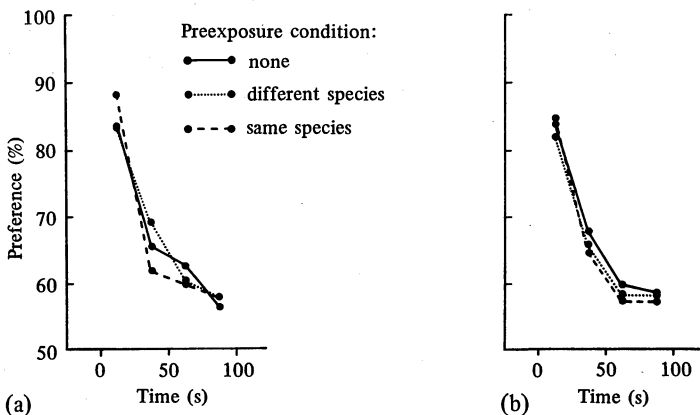 100
90
80
70
60
50
Preference (%)
Preexposure condition:
none
different species
same species
0 50 100
Time (s)
(a)
0 50 100
Time (s)
(b)